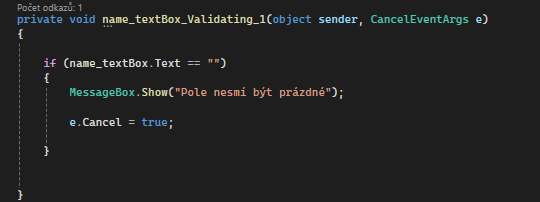 Počet odkazů: 1
private void name_textBox_Validating_1(object sender, CancelEventArgs e)
{
if (name_textBox.Text == "")
{
MessageBox.Show("Pole nesmí být prázdné");
e.Cancel = true;
}
}